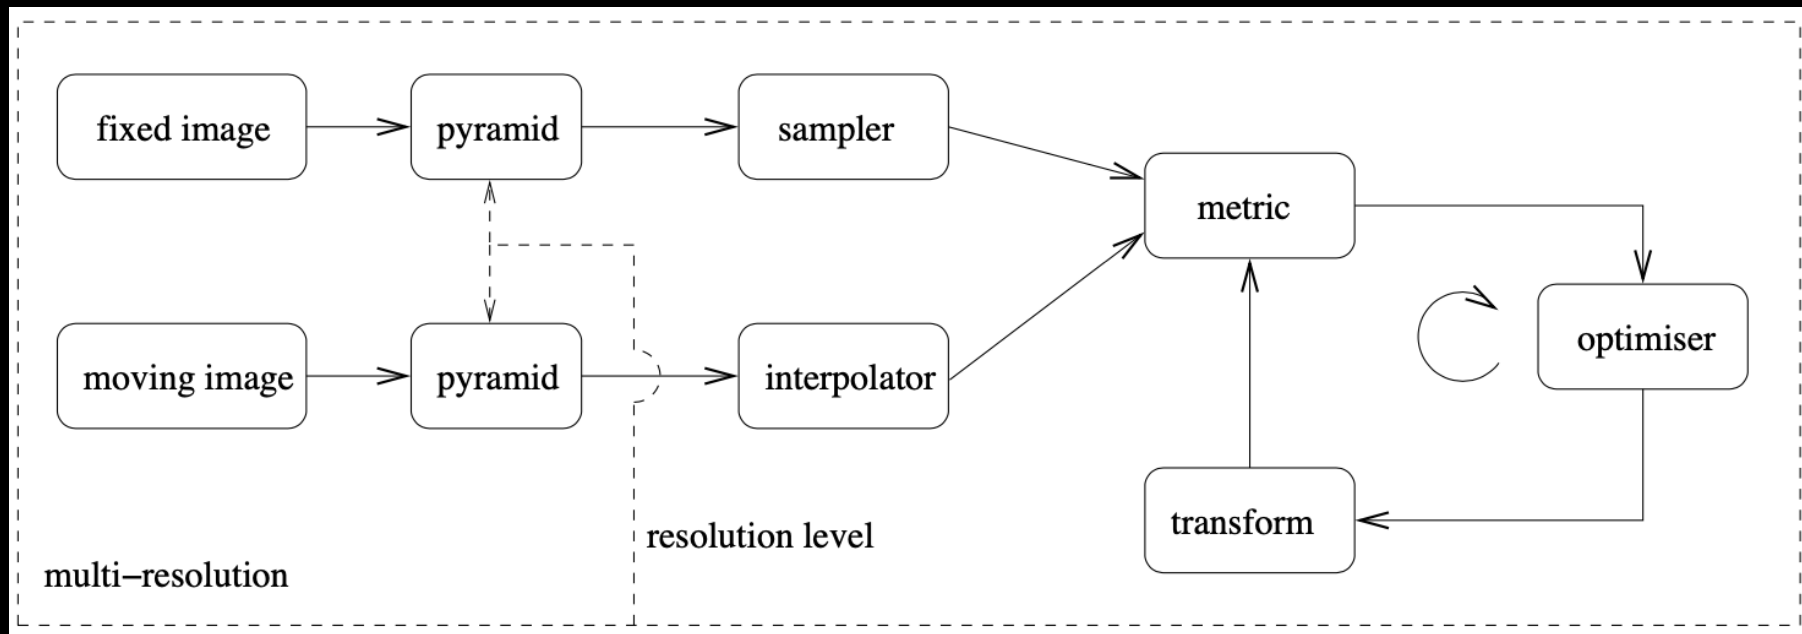 fixed image
pyramid
sampler
metric
optimiser
moving image
pyramid
interpolator
transform
resolution level
multi−resolution